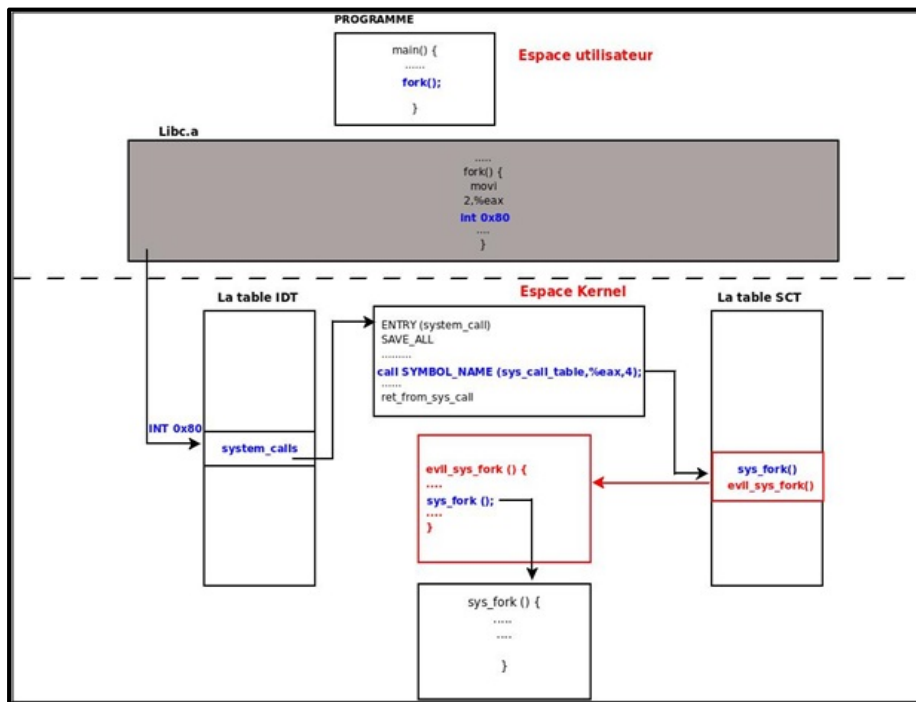 PROGRAMME
main() {
......
fork();
}
Espace utilisateur
Libc.a
.....
fork() {
movi
2,%eax
int 0x80
....
}
La table IDT
Espace Kernel
La table SCT
ENTRY (system_call)
SAVE_ALL
.........
call SYMBOL_NAME (sys_call_table,%eax,4);
......
ret_from_sys_call
INT 0x80
system_calls
sys_fork()
evil_sys_fork()
evil_sys_fork () {
....
sys_fork ();
....
}
sys_fork () {
.....
....
}